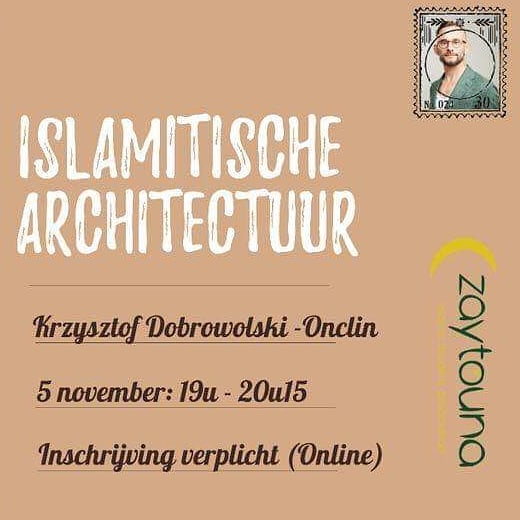 ISLAMITISCHE
ARCHITECTUUR
Krzysztof Dobrowolski -Onclin
5 november: 19u - 20u15
Inschrijving verplicht (Online)
zaytouna
30